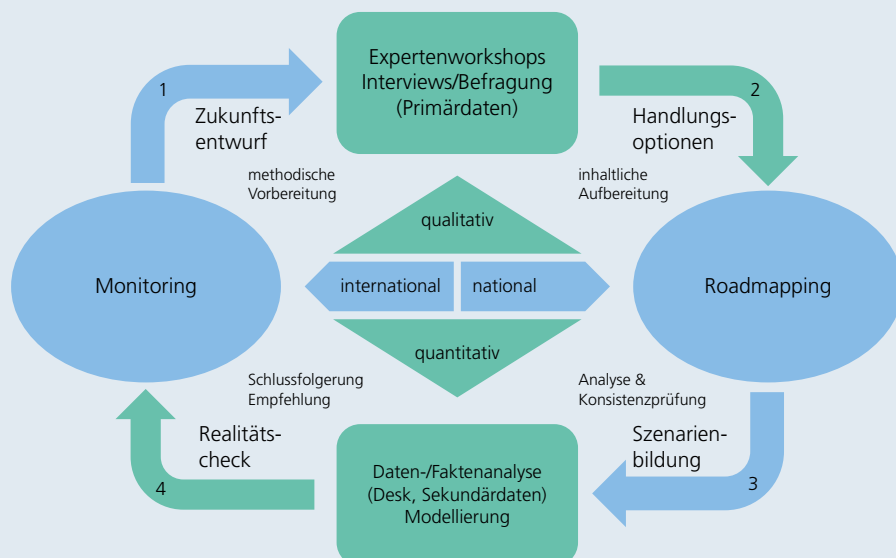 Expertenworkshops
Interviews/Befragung
(Primärdaten)
1
Zukunfts-
entwurf
2
Handlungs-
optionen
methodische
Vorbereitung
inhaltliche
Aufbereitung
qualitativ
Monitoring
international
national
Roadmapping
quantitativ
Schlussfolgerung
Empfehlung
Analyse &
Konsistenzprüfung
Realitäts-
check
4
Szenarien-
bildung
3
Daten-/Faktenanalyse
(Desk, Sekundärdaten)
Modellierung